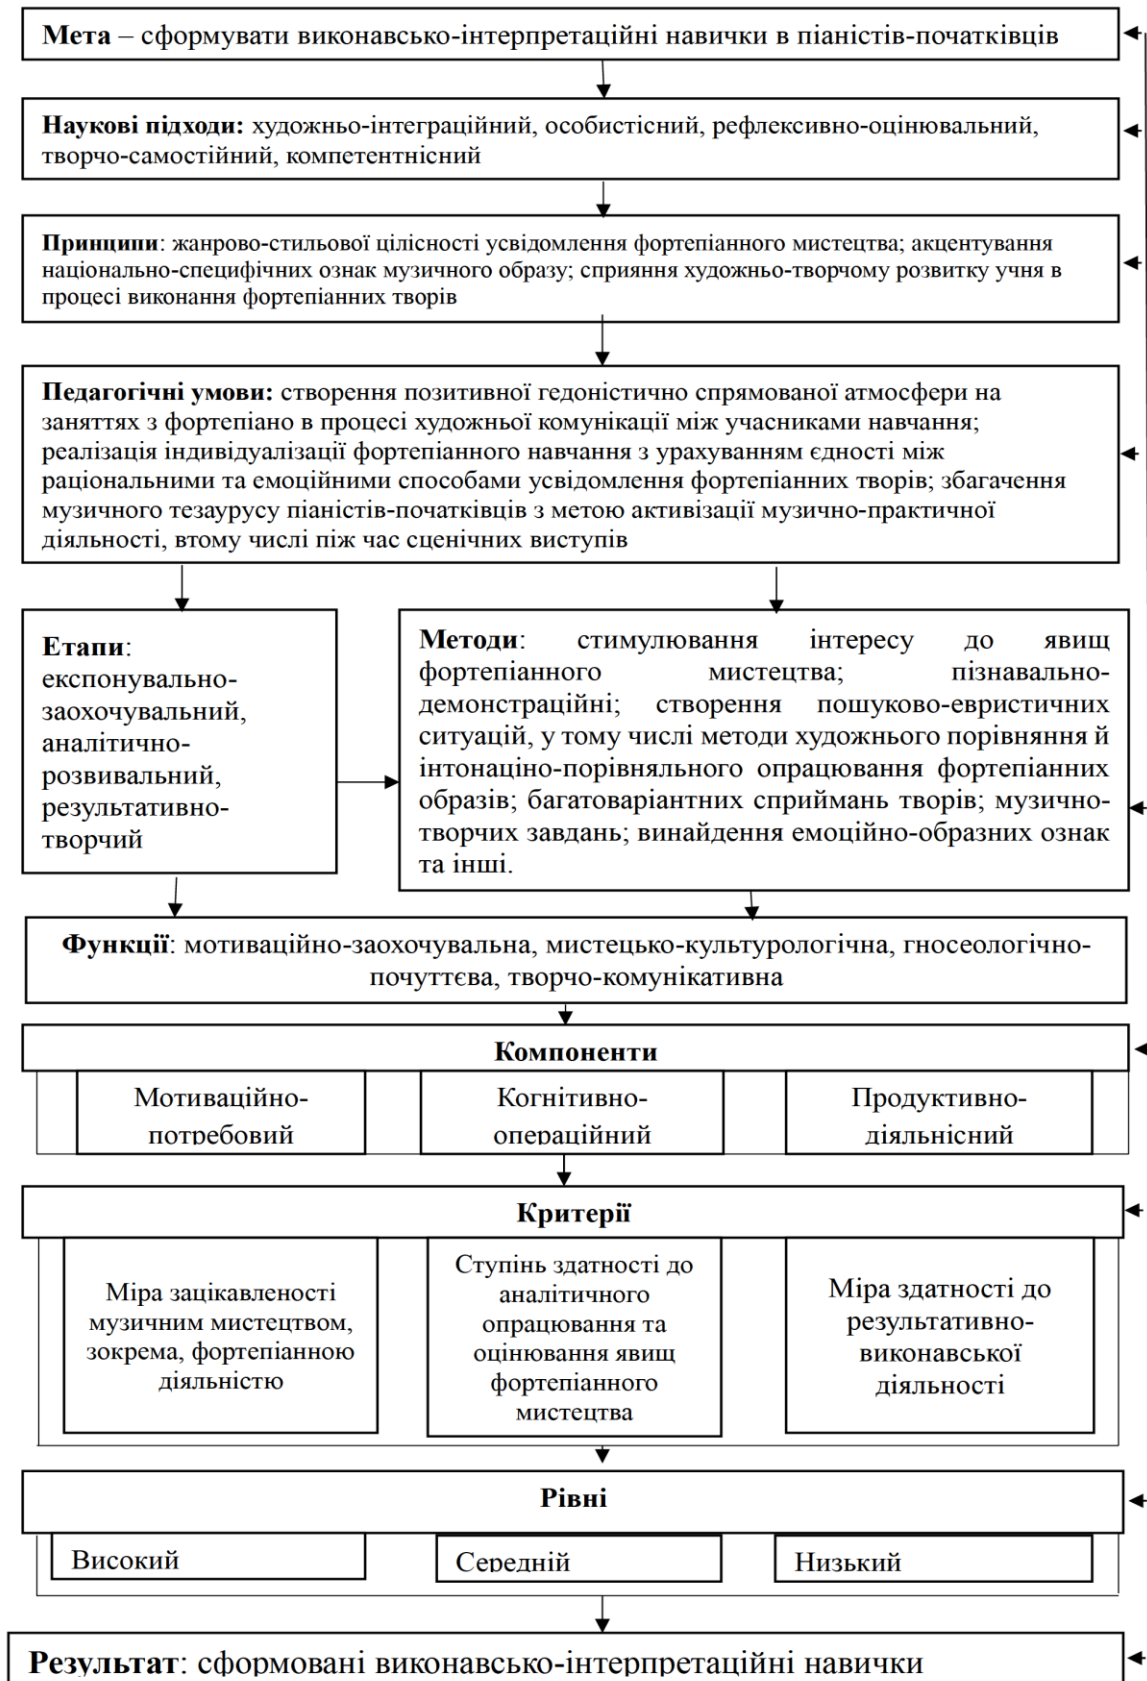 Мета – сформувати виконавсько-інтерпретаційні навички в піаністів-початківців
Наукові підходи: художньо-інтеграційний, особистісний, рефлексивно-оцінювальний,
творчо-самостійний, компетентнісний
Принципи: жанрово-стильової цілісності усвідомлення фортепіанного мистецтва; акцентування
національно-специфічних ознак музичного образу; сприяння художньо-творчому розвитку учня в
процесі виконання фортепіанних творів
Педагогічні умови: створення позитивної гедоністично спрямованої атмосфери на
заняттях з фортепіано в процесі художньої комунікації між учасниками навчання;
реалізація індивідуалізації фортепіанного навчання з урахуванням єдності між
раціональними та емоційними способами усвідомлення фортепіанних творів; збагачення
музичного тезаурусу піаністів-початківців з метою активізації музично-практичної
діяльності, втому числі піж час сценічних виступів
Етапи:
експонувально-
заохочувальний,
аналітично-
розвивальний,
результативно-
творчий
Методи: стимулювання інтересу до явищ
фортепіанного мистецтва; пізнавально-
демонстраційні; створення пошуково-евристичних
ситуацій, у тому числі методи художнього порівняння й
інтонаціно-порівняльного опрацювання фортепіанних
образів; багатоваріантних сприймань творів; музично-
творчих завдань; винайдення емоційно-образних ознак
та інші.
Функції: мотиваційно-заохочувальна, мистецько-культурологічна, гносеологічно-
почуттєва, творчо-комунікативна
Компоненти
Мотиваційно-
потребовий
Когнітивно-
операційний
Продуктивно-
діяльнісний
Критерії
Міра зацікавленості
музичним мистецтвом,
зокрема, фортепіанною
діяльністю
Ступінь здатності до
аналітичного
опрацювання та
оцінювання явищ
фортепіанного
мистецтва
Міра здатності до
результативно-
виконавської
діяльності
Рівні
Високий
Середній
Низький
Результат: сформовані виконавсько-інтерпретаційні навички